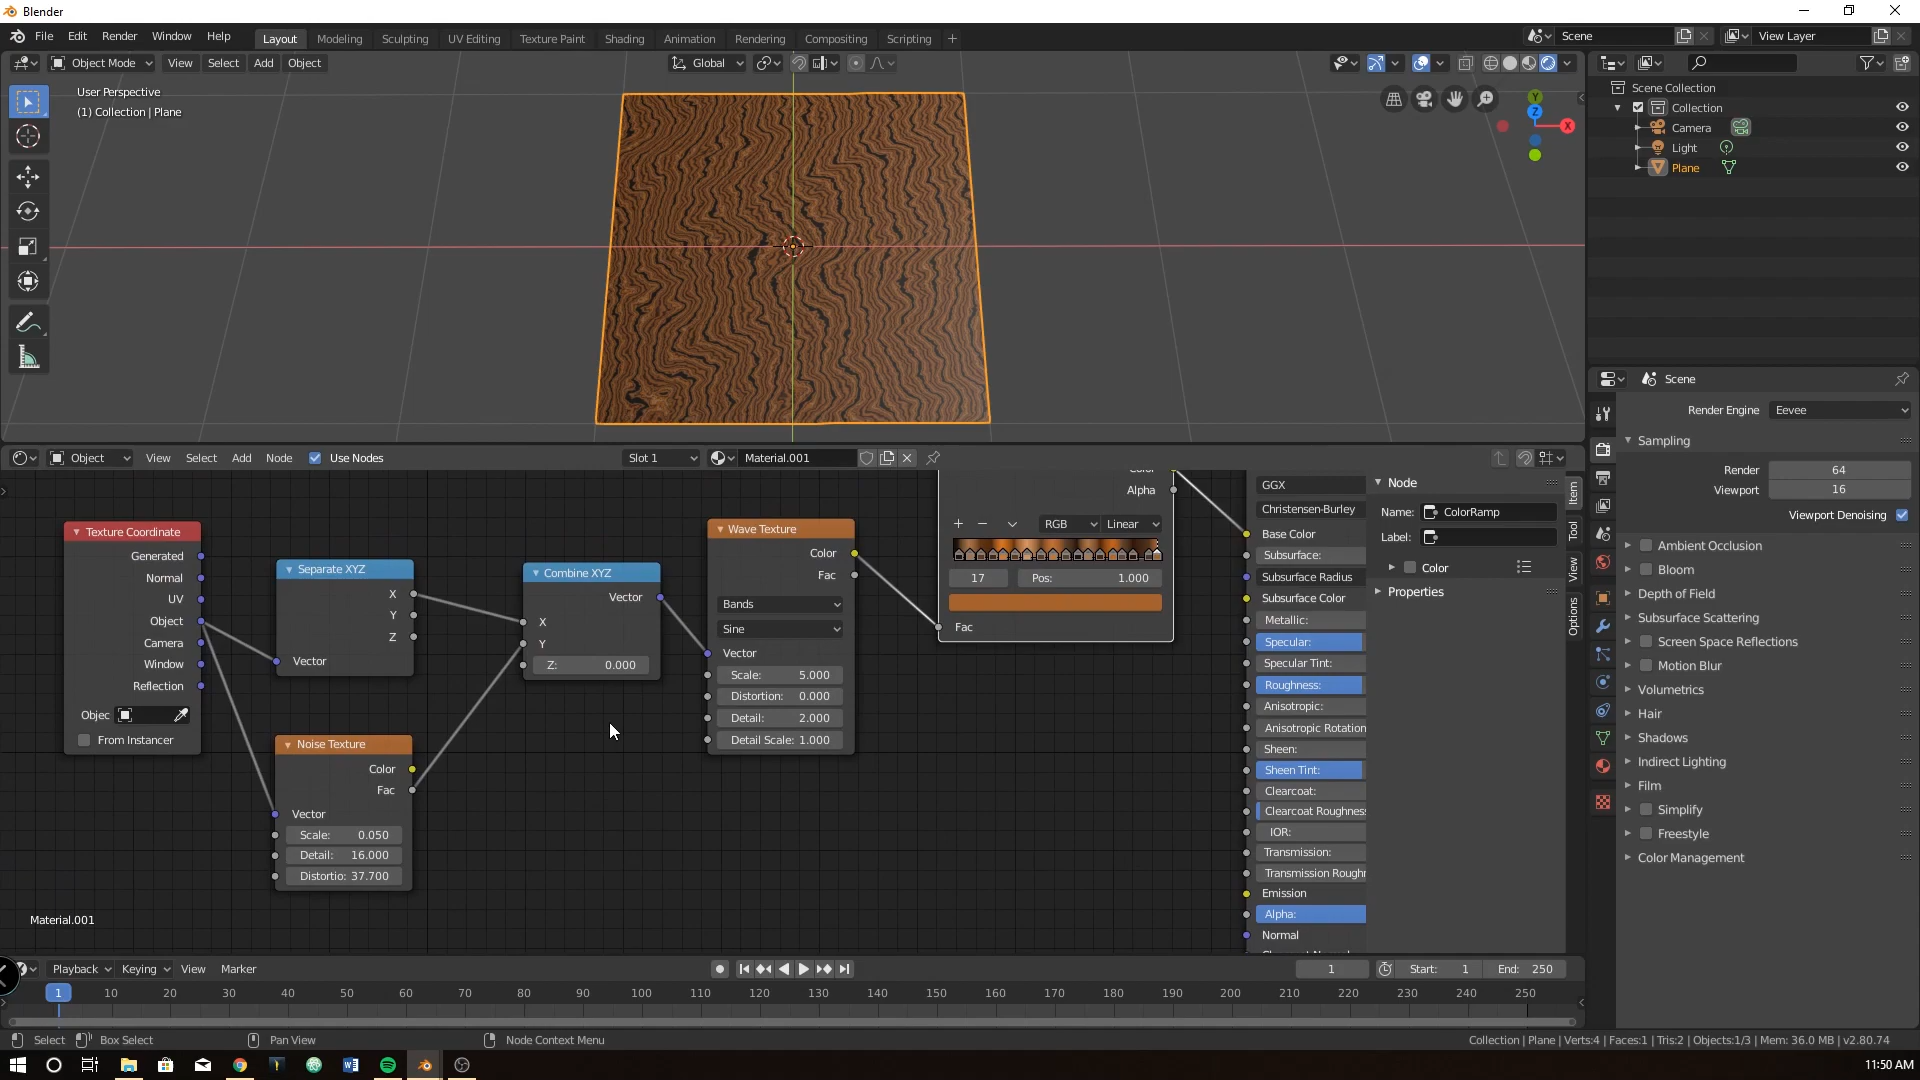 Blender
File Edit Render Window Help
Layout Modeling Sculpting UV Editing Texture Paint Shading Animation Rendering Compositing Scripting +
Scene
View Layer
Object Mode View Select Add Object
Global
User Perspective
(1) Collection | Plane
Y
Z
X
Scene Collection
Collection
Camera
Light
Plane
Scene
Render Engine Eevee
Sampling
Render 64
Viewport 16
Viewport Denoising
Ambient Occlusion
Bloom
Depth of Field
Subsurface Scattering
Screen Space Reflections
Motion Blur
Volumetrics
Hair
Shadows
Indirect Lighting
Film
Simplify
Freestyle
Color Management
Object View Select Add Node Use Nodes
Slot 1
Material.001
Texture Coordinate
Generated
Normal
UV
Object
Camera
Window
Reflection
Objec
From Instancer
Separate XYZ
X
Y
Z
Vector
Noise Texture
Color
Fac
Vector
Scale: 0.050
Detail: 16.000
Distortio: 37.700
Combine XYZ
Vector
X
Y
Z: 0.000
Wave Texture
Color
Fac
Bands
Sine
Vector
Scale: 5.000
Distortion: 0.000
Detail: 2.000
Detail Scale: 1.000
Color
Alpha
+ − RGB Linear
17 Pos: 1.000
Fac
GGX
Christensen-Burley
Base Color
Subsurface:
Subsurface Radius
Subsurface Color
Metallic:
Specular:
Specular Tint:
Roughness:
Anisotropic:
Anisotropic Rotation
Sheen:
Sheen Tint:
Clearcoat:
Clearcoat Roughness
IOR:
Transmission:
Transmission Roughn
Emission
Alpha:
Normal
Node
Name: ColorRamp
Label:
Color
Properties
Item
Tool
View
Options
Material.001
Playback Keying View Marker
1
Start: 1
End: 250
1 10 20 30 40 50 60 70 80 90 100 110 120 130 140 150 160 170 180 190 200 210 220 230 240 250
Select Box Select Pan View Node Context Menu
Collection | Plane | Verts:4 | Faces:1 | Tris:2 | Objects:1/3 | Mem: 36.0 MB | v2.80.74
11:50 AM